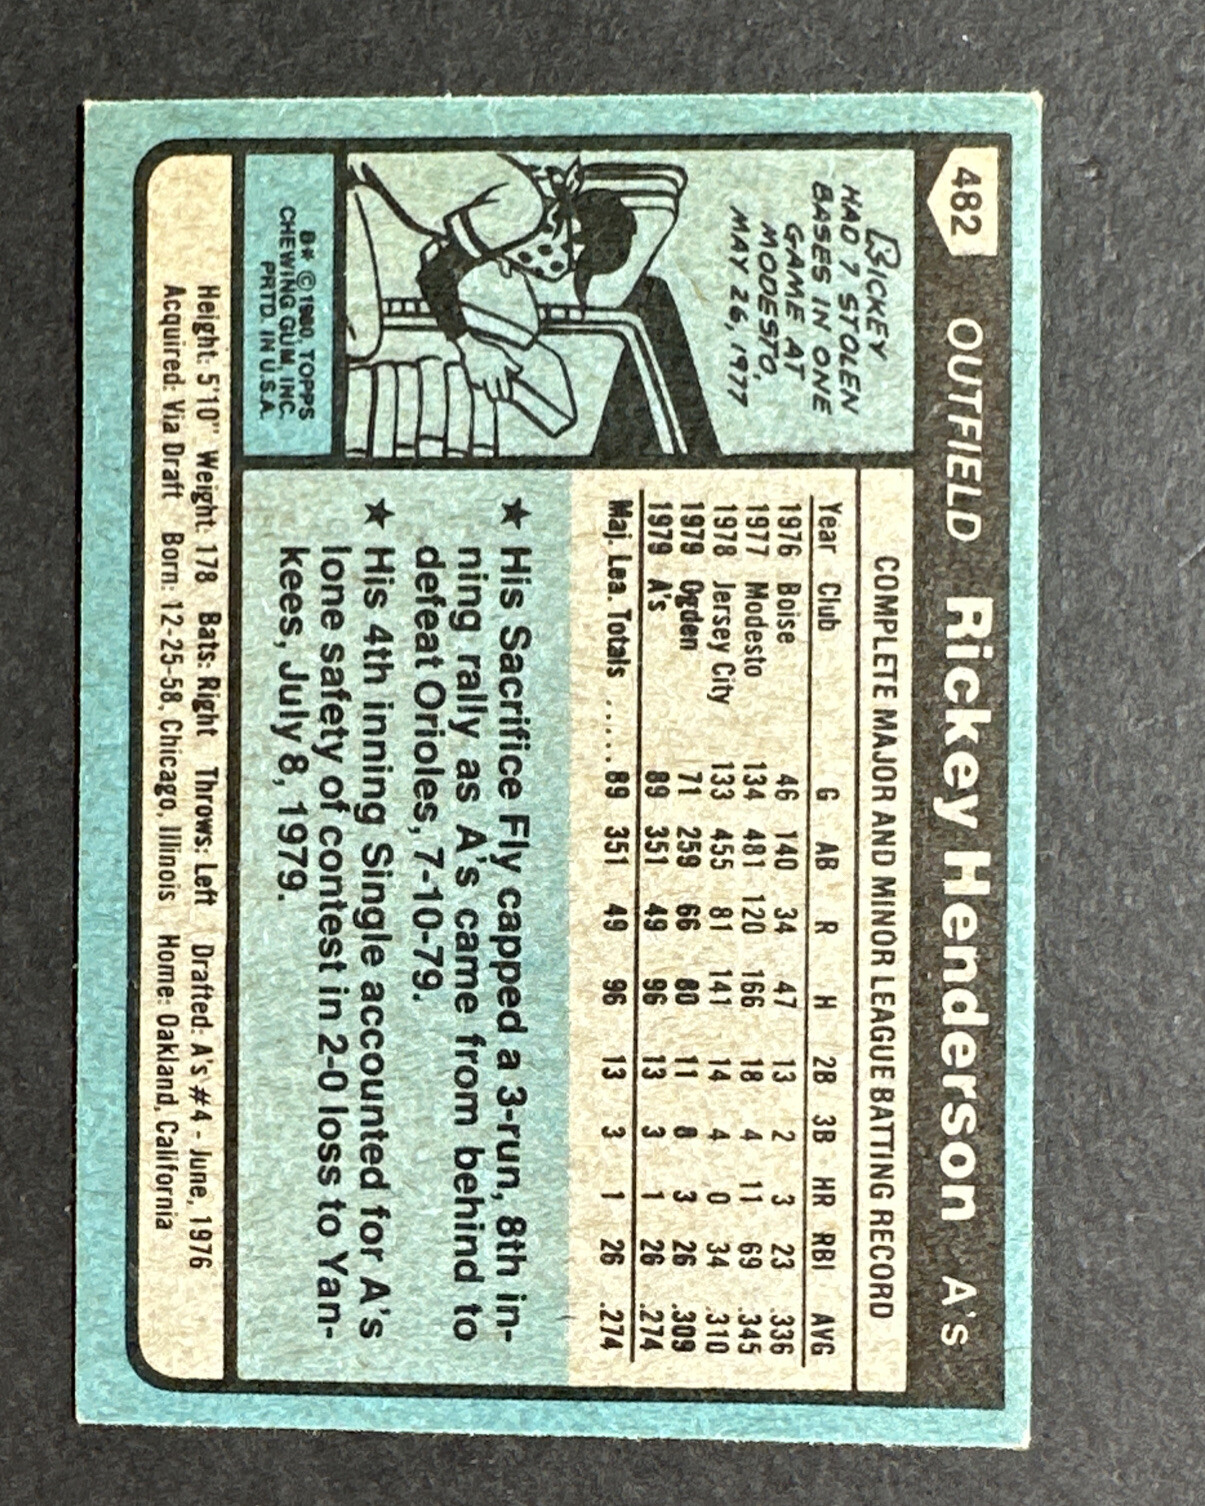 482 OUTFIELD Rickey Henderson A's
RICKEY
HAD 7 STOLEN
BASES IN ONE
GAME AT
MODESTO,
MAY 26, 1977
B* © 1980, TOPPS
CHEWING GUM, INC.
PRTD. IN U.S.A.
COMPLETE MAJOR AND MINOR LEAGUE BATTING RECORD
Year Club G AB R H 2B 3B HR RBI AVG
1976 Boise 46 140 34 47 13 2 3 23 .336
1977 Modesto 134 481 120 166 18 4 11 69 .345
1978 Jersey City 133 455 81 141 14 4 0 34 .310
1979 Ogden 71 259 66 80 11 8 3 26 .309
1979 A's 89 351 49 96 13 3 1 26 .274
Maj. Lea. Totals ...... 89 351 49 96 13 3 1 26 .274
★ His Sacrifice Fly capped a 3-run, 8th in-
ning rally as A's came from behind to
defeat Orioles, 7-10-79.
★ His 4th inning Single accounted for A's
lone safety of contest in 2-0 loss to Yan-
kees, July 8, 1979.
Height: 5'10" Weight: 178 Bats: Right Throws: Left Drafted: A's #4 - June, 1976
Acquired: Via Draft Born: 12-25-58, Chicago, Illinois Home: Oakland, California